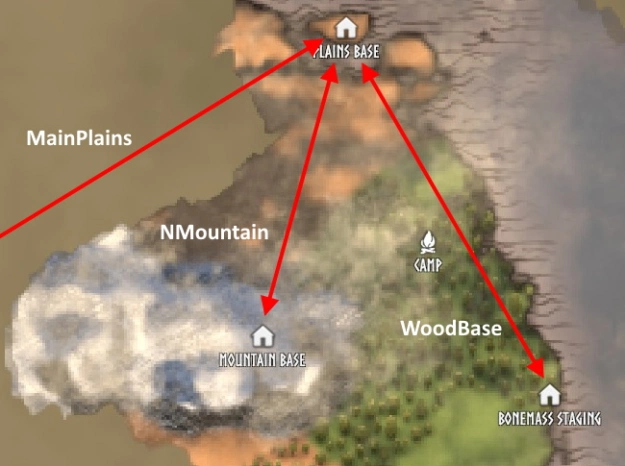 PLAINS BASE
MainPlains
NMountain
CAMP
WoodBase
MOUNTAIN BASE
BONEMASS STAGING